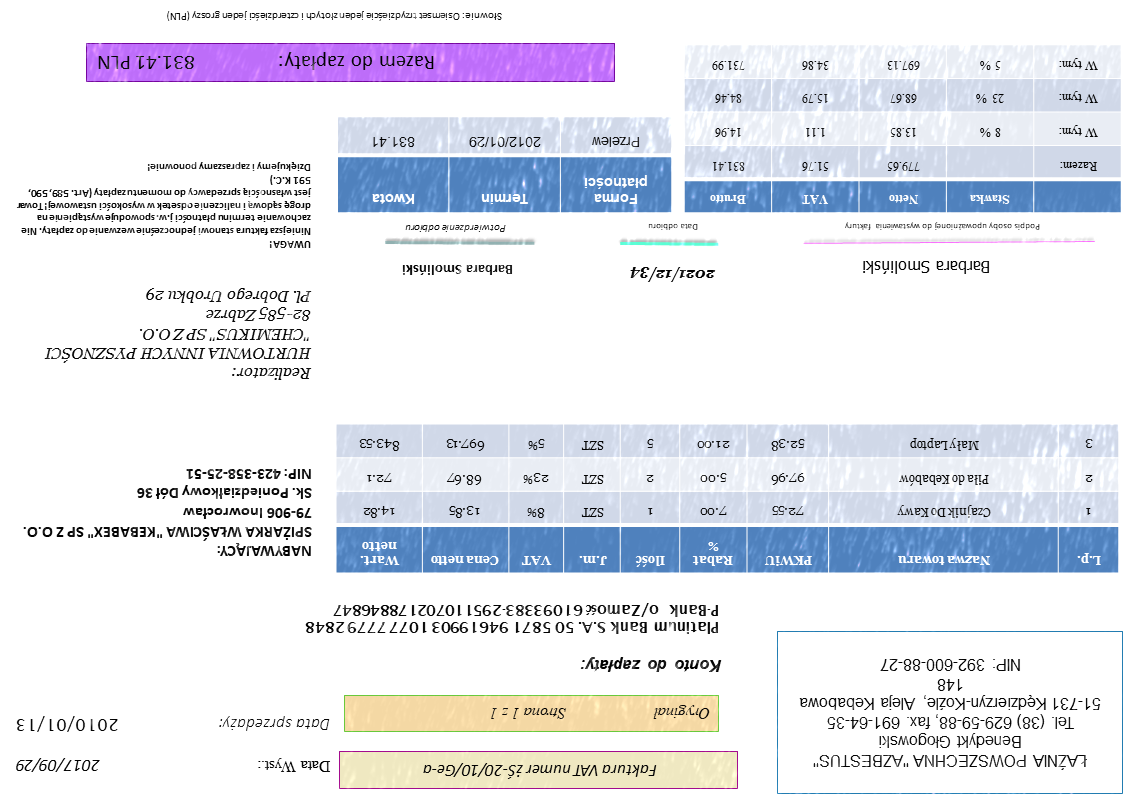 ŁAŹNIA POWSZECHNA "AZBESTUS"
Benedykt Głogowski
Tel. (38) 629-59-88, fax. 691-64-35
51-731 Kędzierzyn-Koźle, Aleja Kebabowa
148
NIP: 392-600-88-27
Faktura VAT numer ŻŚ-20/10/Ge-a
Data Wyst.: 2017/09/29
Oryginał Strona 1 z 1
Data sprzedaży: 2010/01/13
Konto do zapłaty:
Platinum Bank S.A. 50 5871 9461 9903 1077 7779 2848
P-Bank o/Zamość 61093383-295110702178846847
L.p. Nazwa towaru PKWiU Rabat % Ilość J.m. VAT Cena netto Wart. netto
1 Czajnik Do Kawy 72.55 7.00 1 SZT 8% 13.85 14.82
2 Piła do Kebabów 97.96 5.00 2 SZT 23% 68.67 72.1
3 Mały Laptop 52.38 21.00 5 SZT 5% 697.13 843.53
NABYWAJĄCY:
SPIŻARKA WŁAŚCIWA "KEBABEX" SP Z O.O.
79-906 Inowrocław
Sk. Poniedziałkowy Dół 36
NIP: 423-358-25-51
Realizator:
HURTOWNIA INNYCH PYSZNOŚCI
"CHEMIKUS" SP Z O.O.
82-585 Zabrze
Pl. Dobrego Urobku 29
Barbara Smoliński
Podpis osoby upoważnionej do wystawienia faktury
2021/12/34
Data odbioru
Barbara Smoliński
Potwierdzenie odbioru
UWAGA!
Niniejsza faktura stanowi jednocześnie wezwanie do zapłaty. Nie
zachowanie terminu płatności j.w. spowoduje wystąpienie na
drogę sądową i naliczenie odsetek w wysokości ustawowej! Towar
jest własnością sprzedawcy do momentu zapłaty (Art. 589, 590,
591 K.C.)
Dziękujemy i zapraszamy ponownie!
Stawka Netto VAT Brutto
Razem: 779.65 51.76 831.41
W tym: 8 % 13.85 1.11 14.96
W tym: 23 % 68.67 15.79 84.46
W tym: 5 % 697.13 34.86 731.99
Forma płatności Termin Kwota
Przelew 2012/01/29 831.41
Razem do zapłaty: 831.41 PLN
Słownie: Osiemset trzydzieście jeden złotych i czterdzieści jeden groszy (PLN)